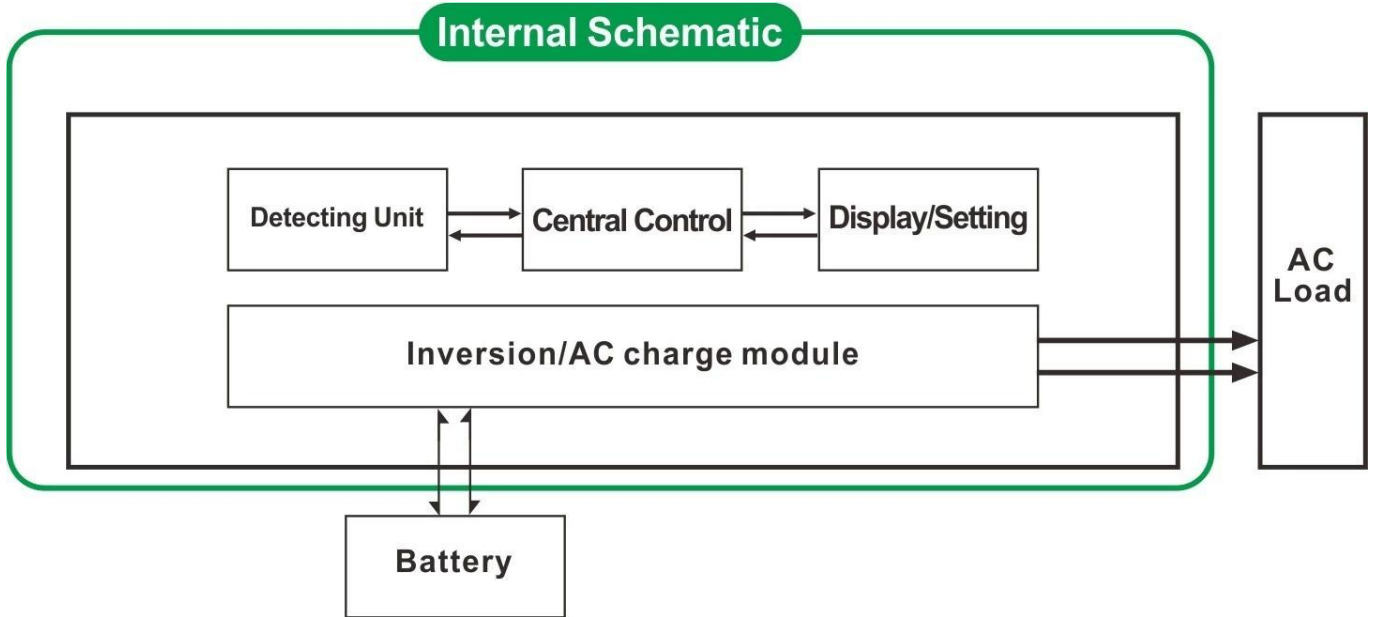 Internal Schematic
Detecting Unit
Central Control
Display/Setting
AC
Load
Inversion/AC charge module
Battery